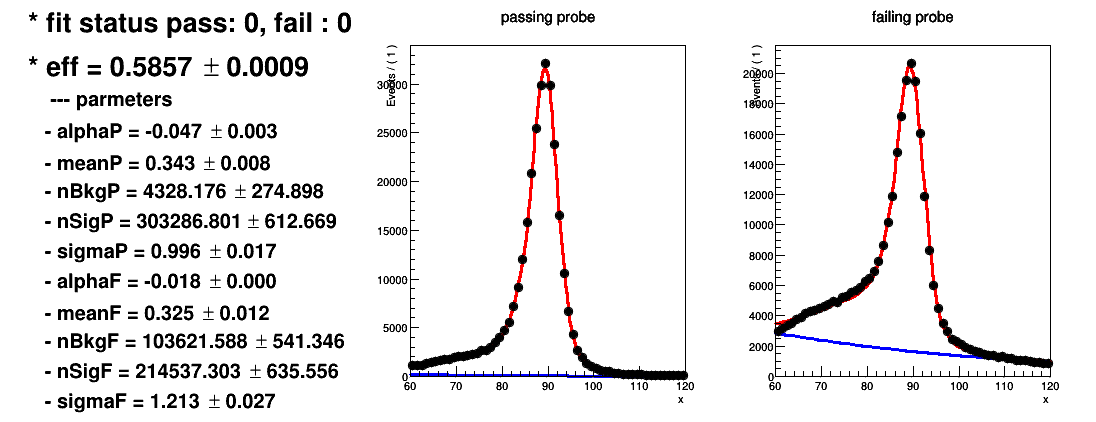 * fit status pass: 0, fail : 0
* eff = 0.5857 ± 0.0009
--- parmeters
- alphaP = -0.047 ± 0.003
- meanP = 0.343 ± 0.008
- nBkgP = 4328.176 ± 274.898
- nSigP = 303286.801 ± 612.669
- sigmaP = 0.996 ± 0.017
- alphaF = -0.018 ± 0.000
- meanF = 0.325 ± 0.012
- nBkgF = 103621.588 ± 541.346
- nSigF = 214537.303 ± 635.556
- sigmaF = 1.213 ± 0.027
passing probe
Events / ( 1 )
30000
25000
20000
15000
10000
5000
0
60 70 80 90 100 110 120
x
failing probe
Events / ( 1 )
20000
18000
16000
14000
12000
10000
8000
6000
4000
2000
0
60 70 80 90 100 110 120
x